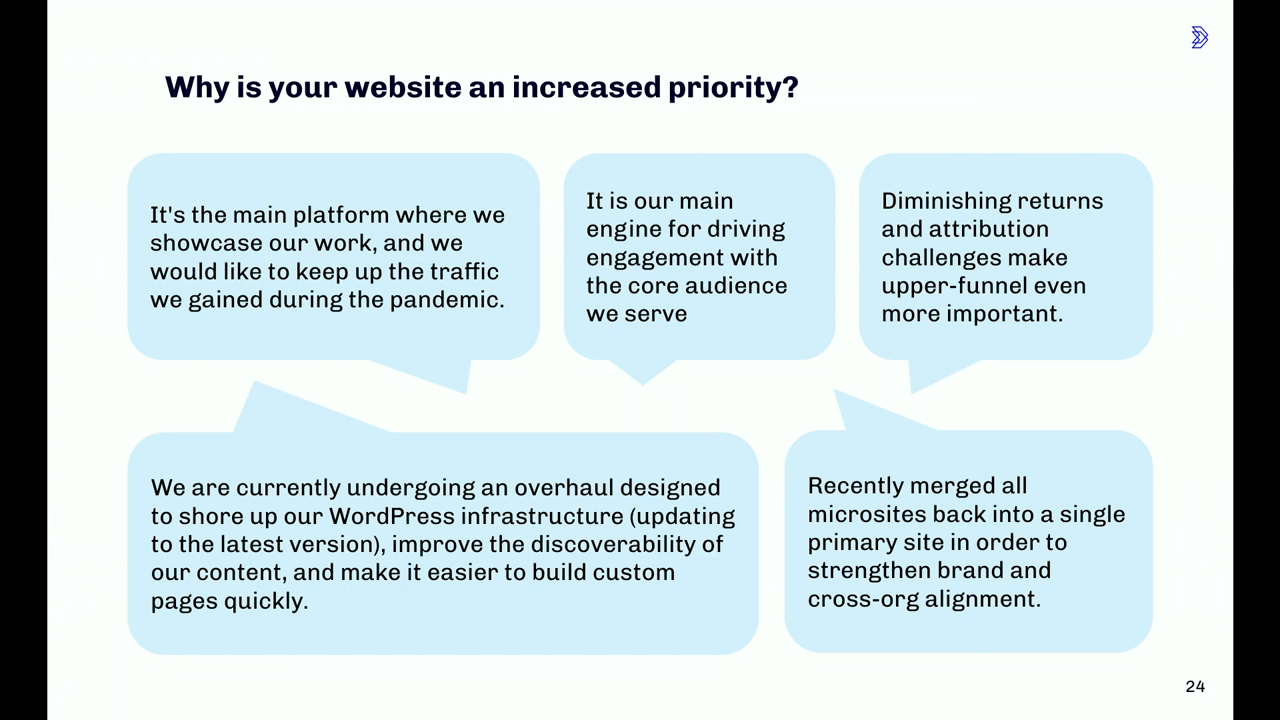 Why is your website an increased priority?
It's the main platform where we
showcase our work, and we
would like to keep up the traffic
we gained during the pandemic.
It is our main
engine for driving
engagement with
the core audience
we serve
Diminishing returns
and attribution
challenges make
upper-funnel even
more important.
We are currently undergoing an overhaul designed
to shore up our WordPress infrastructure (updating
to the latest version), improve the discoverability of
our content, and make it easier to build custom
pages quickly.
Recently merged all
microsites back into a single
primary site in order to
strengthen brand and
cross-org alignment.
24